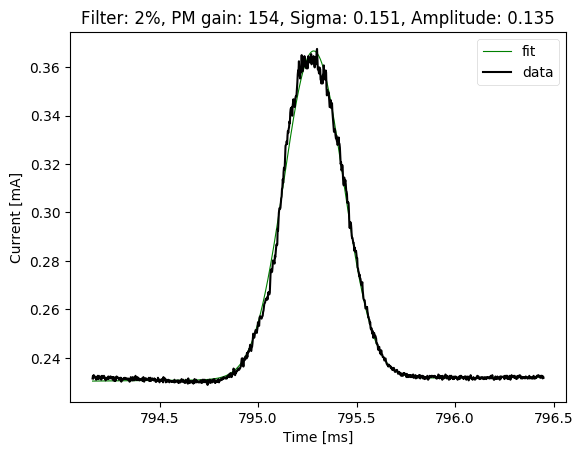 Filter: 2%, PM gain: 154, Sigma: 0.151, Amplitude: 0.135
fit
data
0.36
0.34
0.32
0.30
0.28
0.26
0.24
Current [mA]
794.5
795.0
795.5
796.0
796.5
Time [ms]